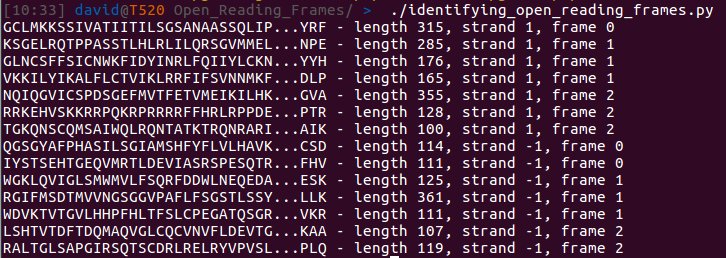 [10:33] david@T520 Open_Reading_Frames/ > ./identifying_open_reading_frames.py
GCLMKKSSIVATIITILSGSANAASSQLIP...YRF - length 315, strand 1, frame 0
KSGELRQTPPASSTLHLRLILQRSGVMMEL...NPE - length 285, strand 1, frame 1
GLNCSFFSICNWKFIDYINRLFQIIYLCKN...YYH - length 176, strand 1, frame 1
VKKILYIKALFLCTVIKLRRFIFSVNNMKF...DLP - length 165, strand 1, frame 1
NQIQGVICSPDSGEFMVTFETVMEIKILHK...GVA - length 355, strand 1, frame 2
RRKEHVSKKRRPQKRPRRRRFFHRLRPPDE...PTR - length 128, strand 1, frame 2
TGKQNSCQMSAIWQLRQNTATKTRQNRARI...AIK - length 100, strand 1, frame 2
QGSGYAFPHASILSGIAMSHFYFLVLHAVK...CSD - length 114, strand -1, frame 0
IYSTSEHTGEQVMRTLDEVIASRSPESQTR...FHV - length 111, strand -1, frame 0
WGKLQVIGLSMWMVLFSQRFDDWLNEQEDA...ESK - length 125, strand -1, frame 1
RGIFMSDTMVVNGSGGVPAFLFSGSTLSSY...LLK - length 361, strand -1, frame 1
WDVKTVTGVLHHPFHLTFSLCPEGATQSGR...VKR - length 111, strand -1, frame 1
LSHTVTDFTDQMAQVGLCQCVNVFLDEVTG...KAA - length 107, strand -1, frame 2
RALTGLSAPGIRSQTSCDRLRELRYVPVSL...PLQ - length 119, strand -1, frame 2